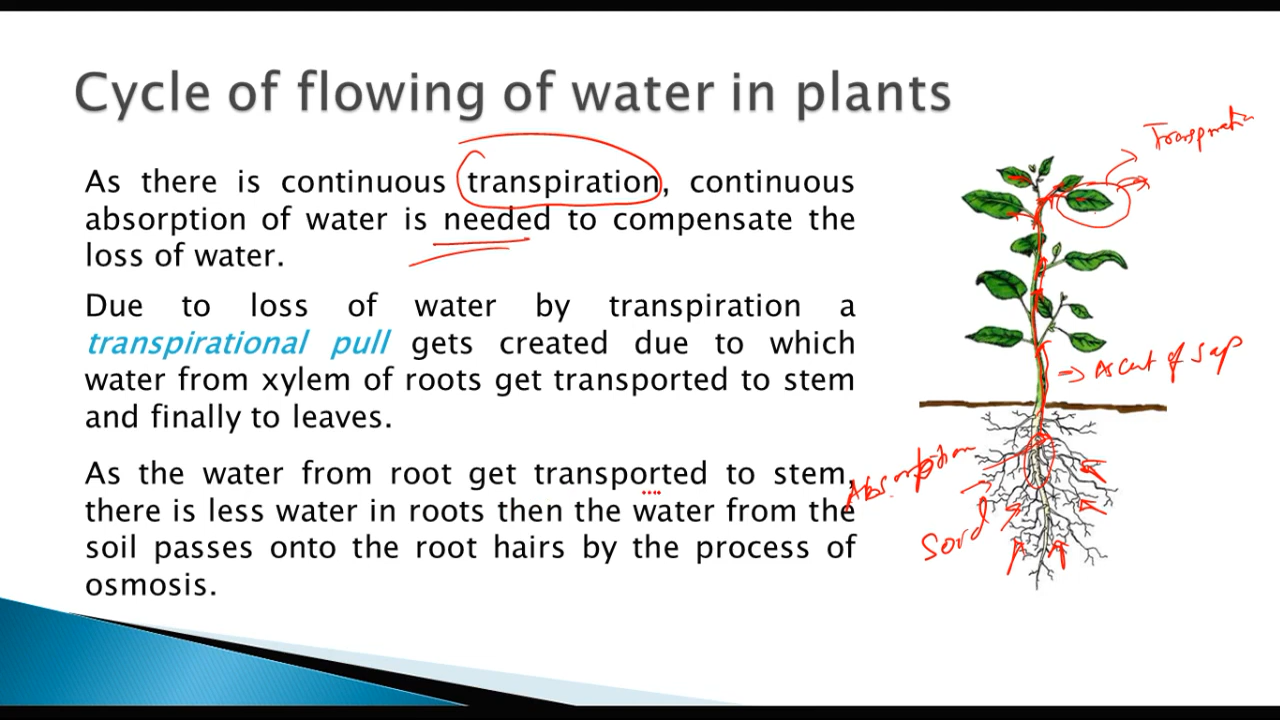 Cycle of flowing of water in plants
As there is continuous transpiration, continuous
absorption of water is needed to compensate the
loss of water.
Due to loss of water by transpiration a
transpirational pull gets created due to which
water from xylem of roots get transported to stem
and finally to leaves.
As the water from root get transported to stem,
there is less water in roots then the water from the
soil passes onto the root hairs by the process of
osmosis.
Ascent of Sap
Absorption